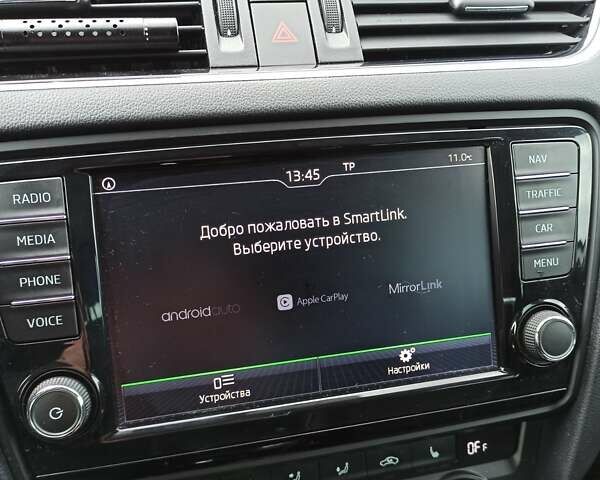 13:45
TP
11.0°C
RADIO
MEDIA
PHONE
VOICE
Добро пожаловать в SmartLink.
Выберите устройство.
androidauto
Apple CarPlay
MirrorLink
Устройства
Настройки
NAV
TRAFFIC
CAR
MENU
OFF